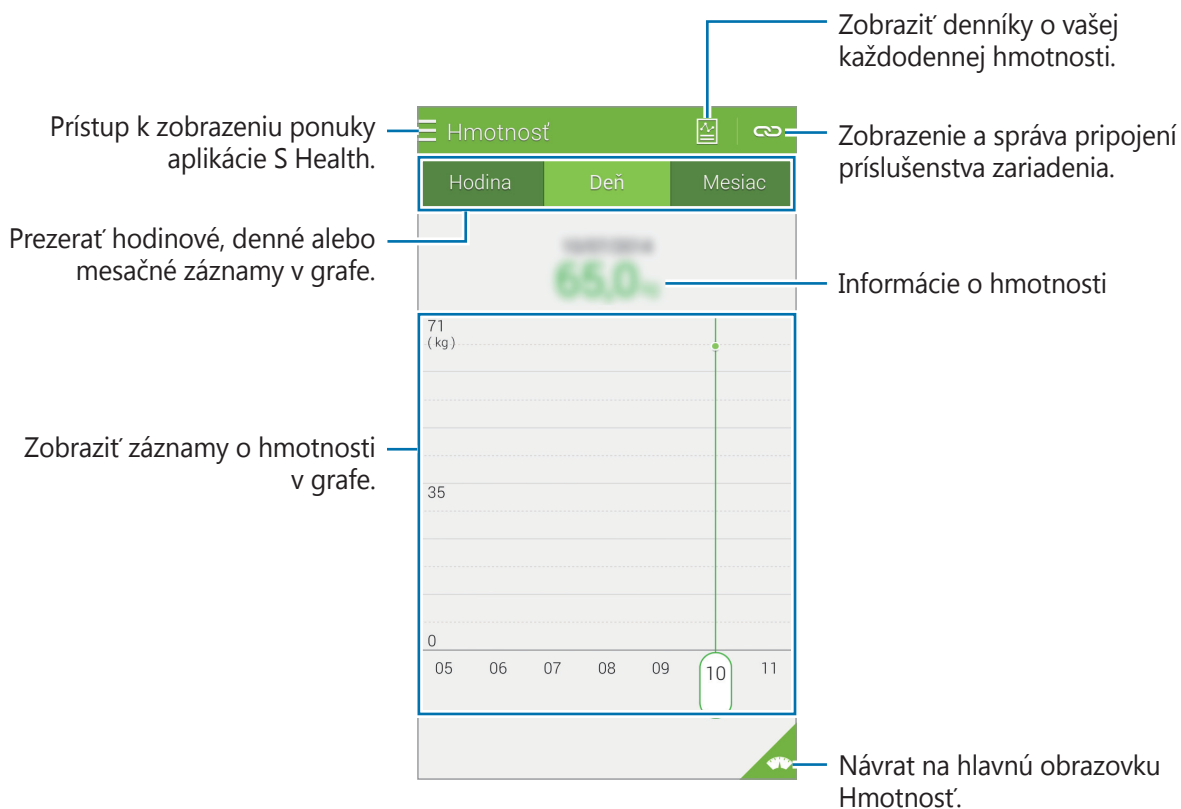 Zobraziť denníky o vašej
každodennej hmotnosti.
Prístup k zobrazeniu ponuky
aplikácie S Health.
Hmotnosť
Zobrazenie a správa pripojení
príslušenstva zariadenia.
Hodina Deň Mesiac
Prezerať hodinové, denné alebo
mesačné záznamy v grafe.
65,0
Informácie o hmotnosti
71
(kg)
Zobraziť záznamy o hmotnosti
v grafe.
35
0
05 06 07 08 09 10 11
Návrat na hlavnú obrazovku
Hmotnosť.